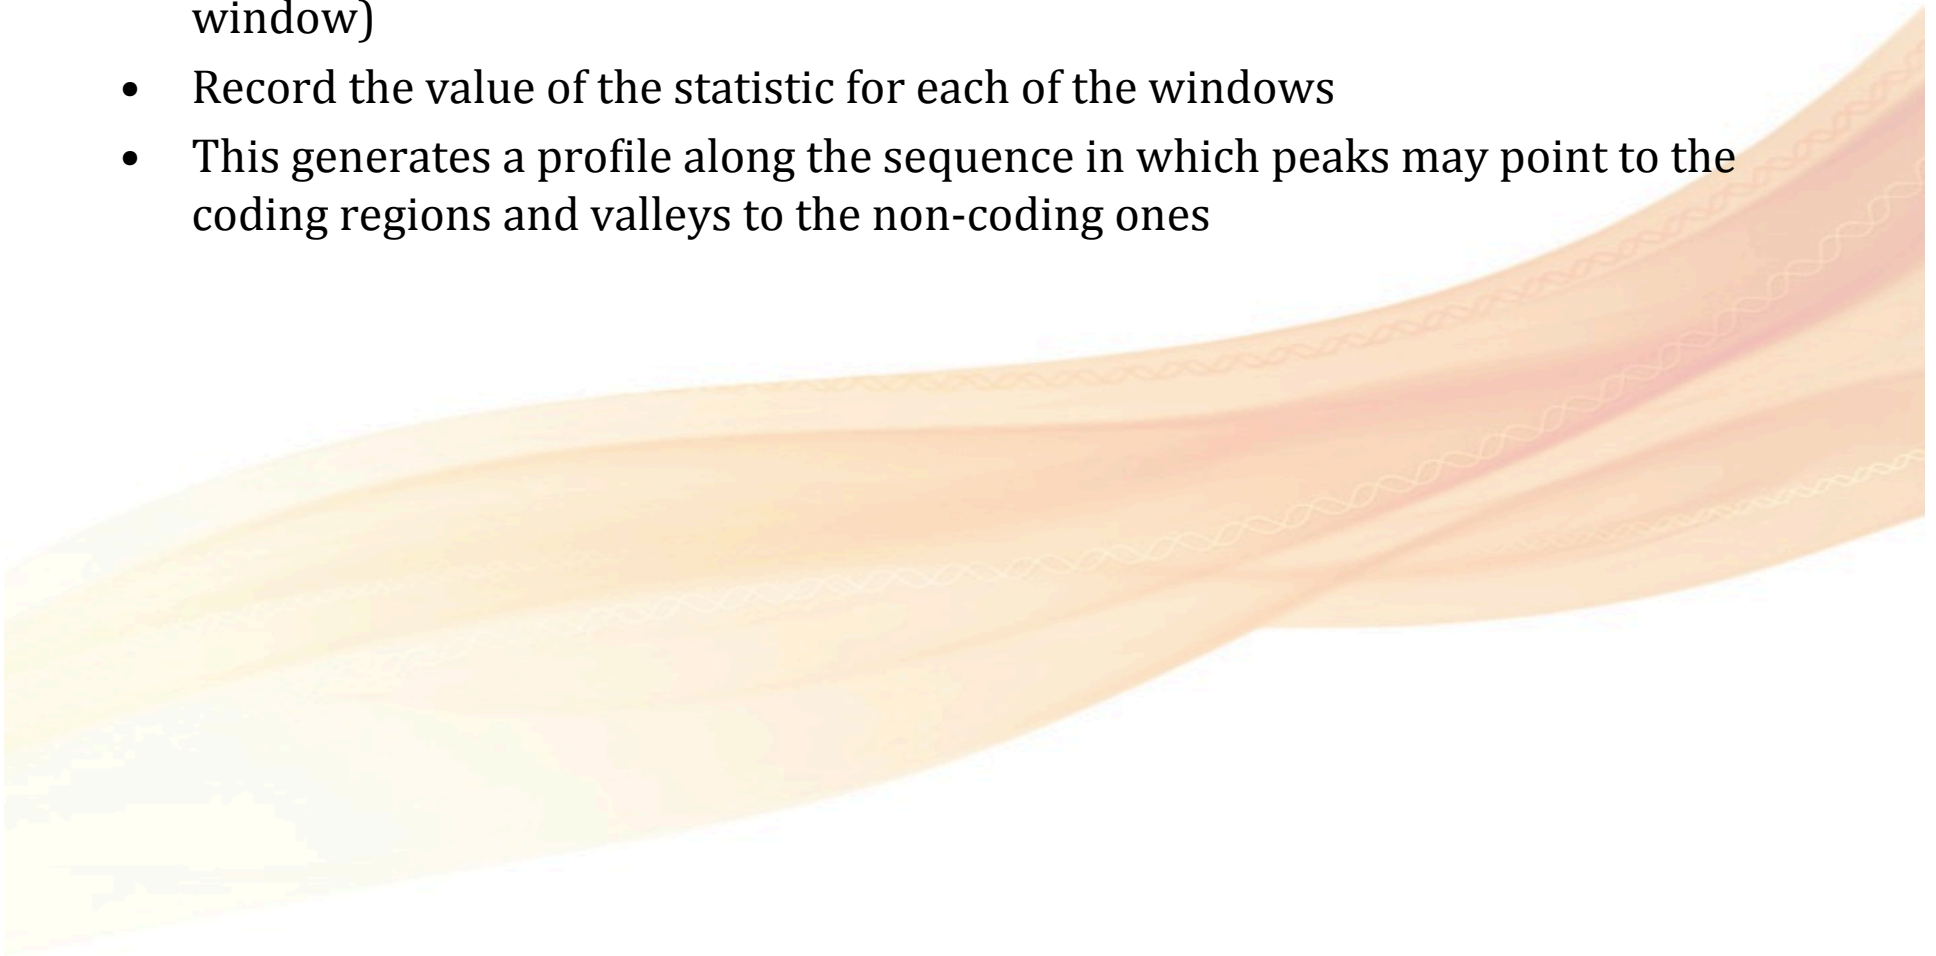 window)
• Record the value of the statistic for each of the windows
• This generates a profile along the sequence in which peaks may point to the
coding regions and valleys to the non-coding ones